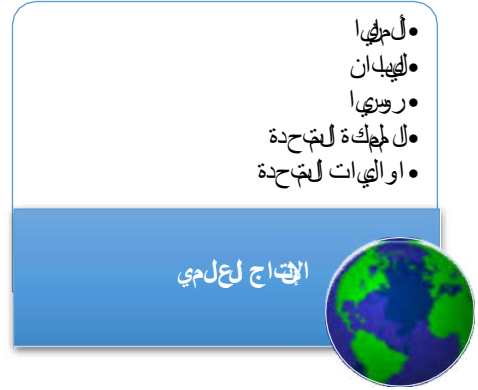 •ألمانيا
•اليابان
•روسيا
•المملكة المتحدة
•الولايات المتحدة
الإنتاج العلمي